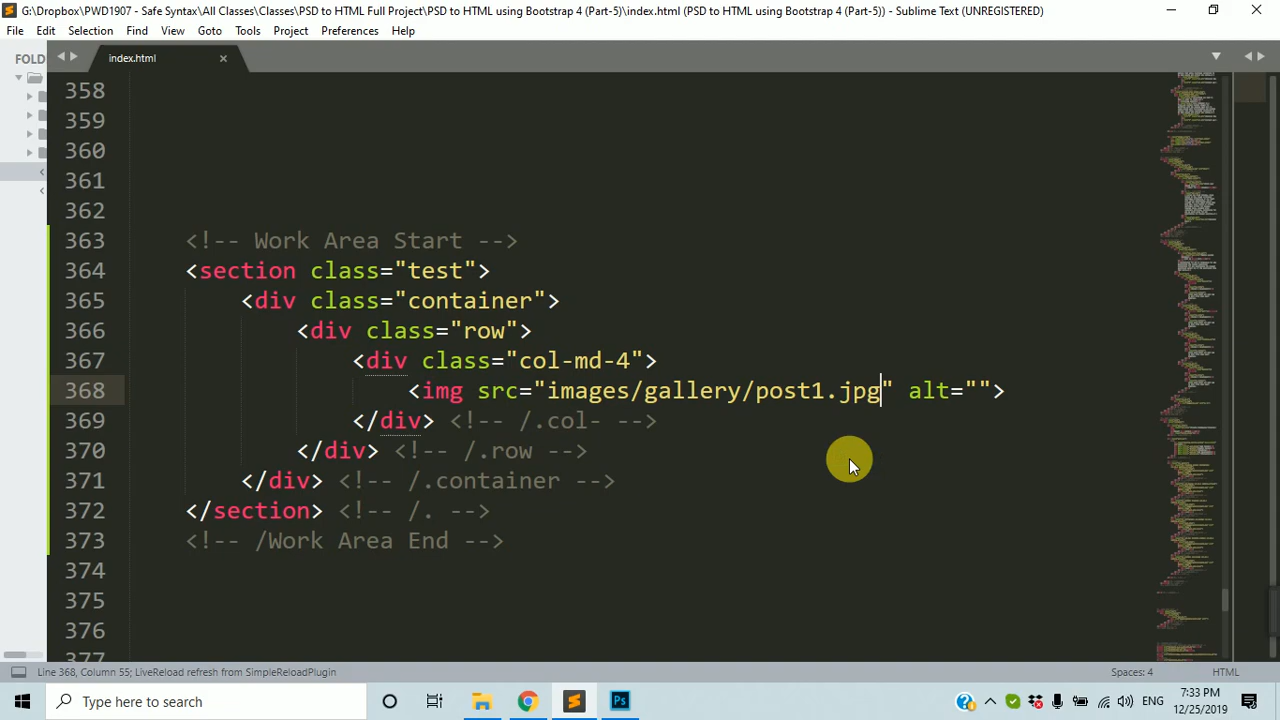 G:\Dropbox\PWD1907 - Safe Syntax\All Classes\Classes\PSD to HTML Full Project\PSD to HTML using Bootstrap 4 (Part-5)\index.html (PSD to HTML using Bootstrap 4 (Part-3)) - Sublime Text (UNREGISTERED)
File Edit Selection Find View Goto Tools Project Preferences Help
FOLD
index.html
358
359
360
361
362
363 <!-- Work Area Start -->
364 <section class="test">
365 <div class="container">
366 <div class="row">
367 <div class="col-md-4">
368 <img src="images/gallery/post1.jpg" alt="">
369 </div> <!-- /.col- -->
370 </div> <!-- /.row -->
371 </div> <!-- /.container -->
372 </section> <!-- /. -->
373 <!-- /Work Area End -->
374
375
376
377
Line 368, Column 55; LiveReload refresh from SimpleReloadPlugin
Spaces: 4
HTML
Type here to search
ENG
7:33 PM
12/25/2019